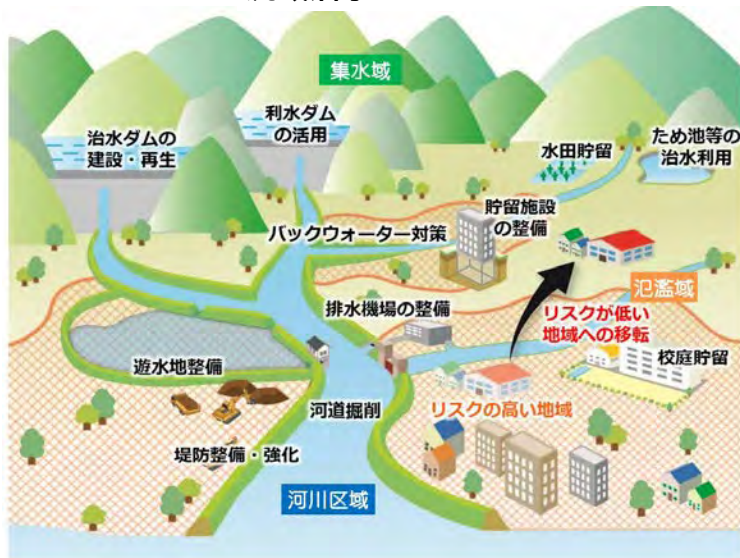 集水域
治水ダムの
建設・再生
利水ダム
の活用
水田貯留
ため池等の
治水利用
バックウォーター対策
貯留施設
の整備
氾濫域
排水機場の整備
リスクが低い
地域への移転
校庭貯留
遊水地整備
河道掘削
リスクの高い地域
堤防整備・強化
河川区域